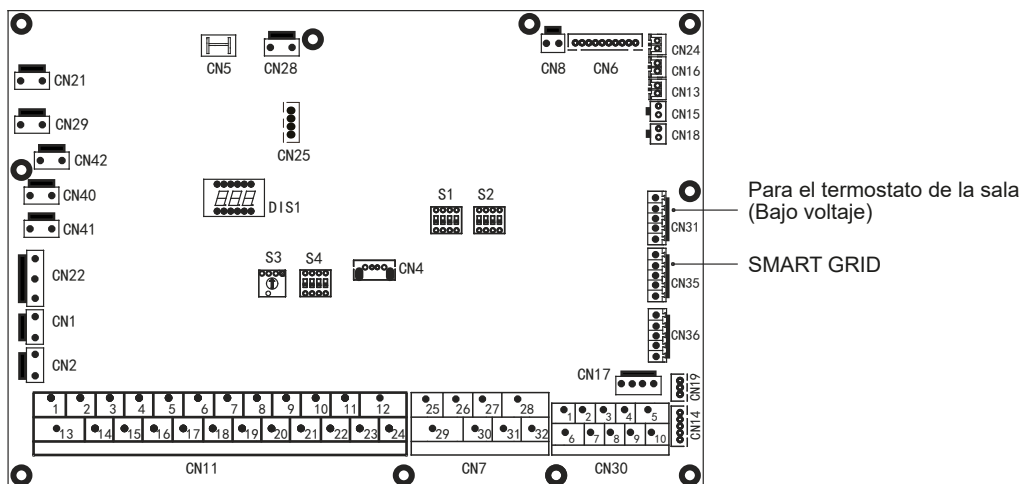 CN5
CN28
CN8
CN6
CN24
CN16
CN13
CN15
CN18
CN21
CN29
CN42
CN40
CN41
CN22
CN1
CN2
CN25
DIS1
S1
S2
S3
S4
CN4
CN31
CN35
CN36
CN17
CN19
CN14
Para el termostato de la sala
(Bajo voltaje)
SMART GRID
1 2 3 4 5 6 7 8 9 10 11 12
13 14 15 16 17 18 19 20 21 22 23 24
CN11
25 26 27 28
29 30 31 32
CN7
1 2 3 4 5
6 7 8 9 10
CN30